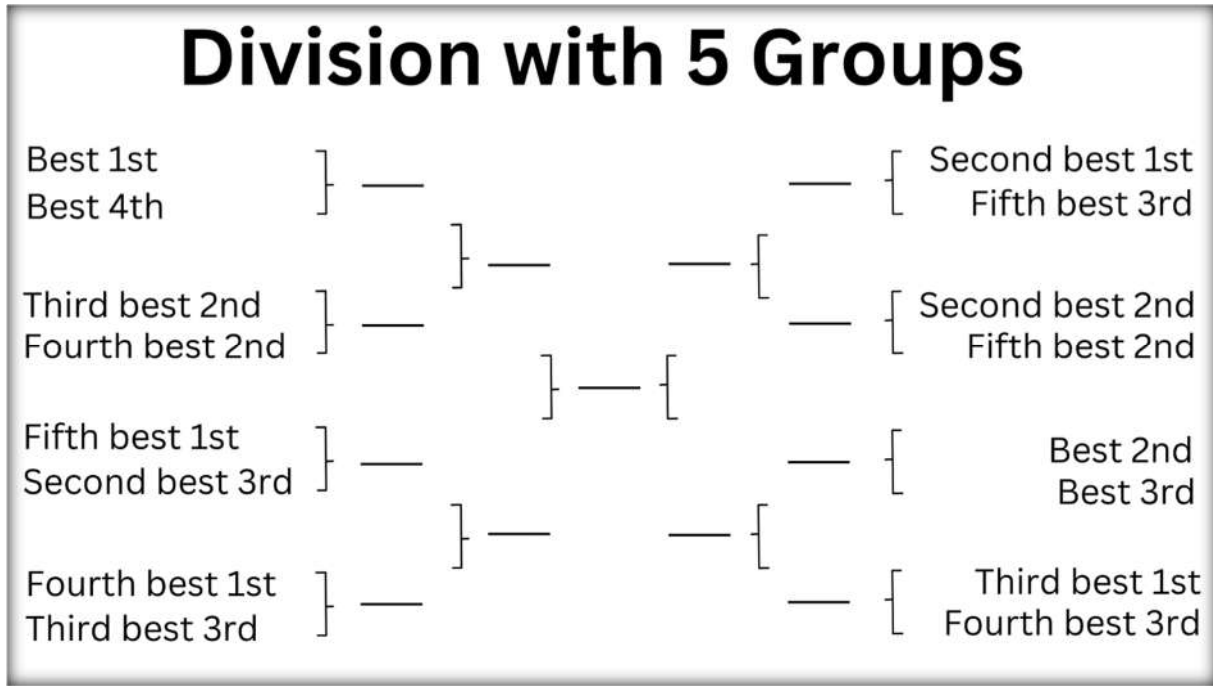 Division with 5 Groups
Best 1st
Best 4th
Third best 2nd
Fourth best 2nd
Fifth best 1st
Second best 3rd
Fourth best 1st
Third best 3rd
Second best 1st
Fifth best 3rd
Second best 2nd
Fifth best 2nd
Best 2nd
Best 3rd
Third best 1st
Fourth best 3rd